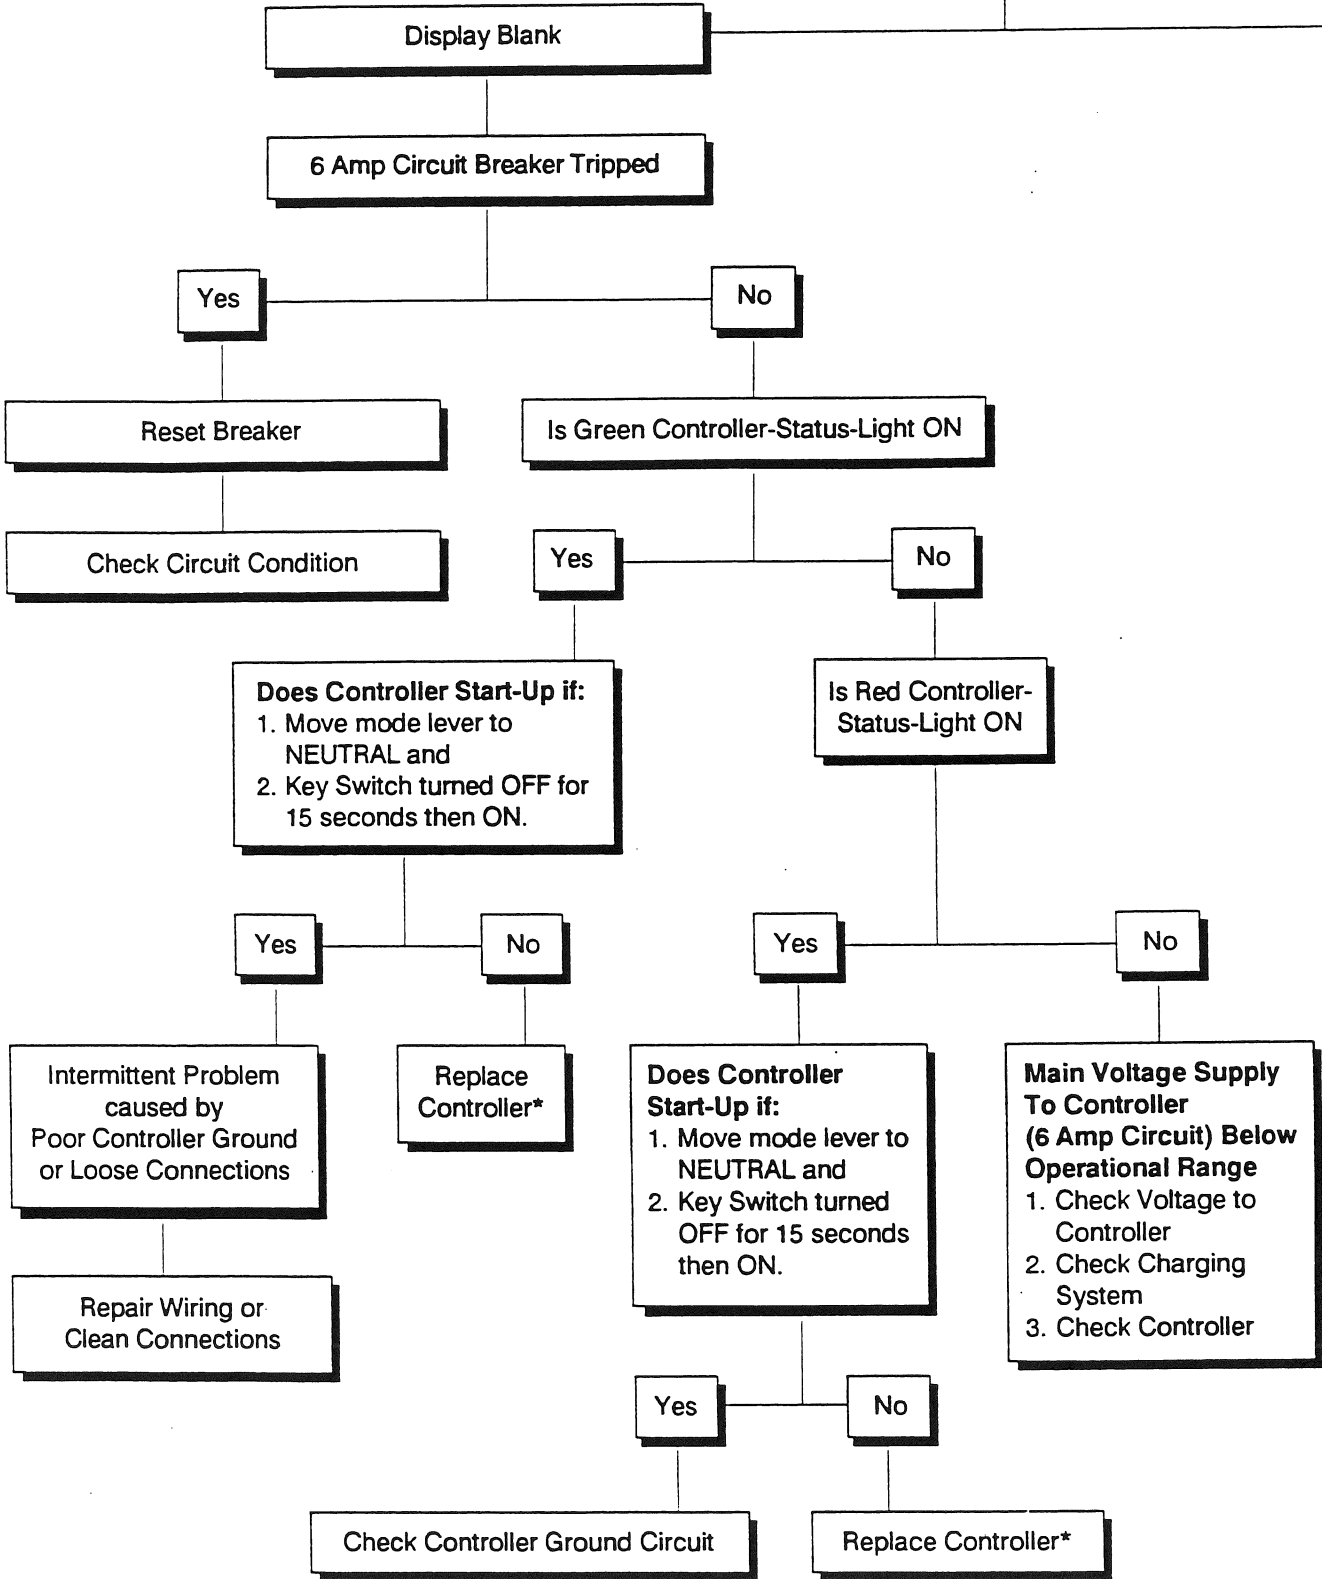 Display Blank
6 Amp Circuit Breaker Tripped
Yes
No
Reset Breaker
Is Green Controller-Status-Light ON
Check Circuit Condition
Yes
No
Does Controller Start-Up if:
1. Move mode lever to
NEUTRAL and
2. Key Switch turned OFF for
15 seconds then ON.
Is Red Controller-
Status-Light ON
Yes
No
Yes
No
Intermittent Problem
caused by
Poor Controller Ground
or Loose Connections
Replace
Controller*
Does Controller
Start-Up if:
1. Move mode lever to
NEUTRAL and
2. Key Switch turned
OFF for 15 seconds
then ON.
Main Voltage Supply
To Controller
(6 Amp Circuit) Below
Operational Range
1. Check Voltage to
Controller
2. Check Charging
System
3. Check Controller
Repair Wiring or
Clean Connections
Yes
No
Check Controller Ground Circuit
Replace Controller*